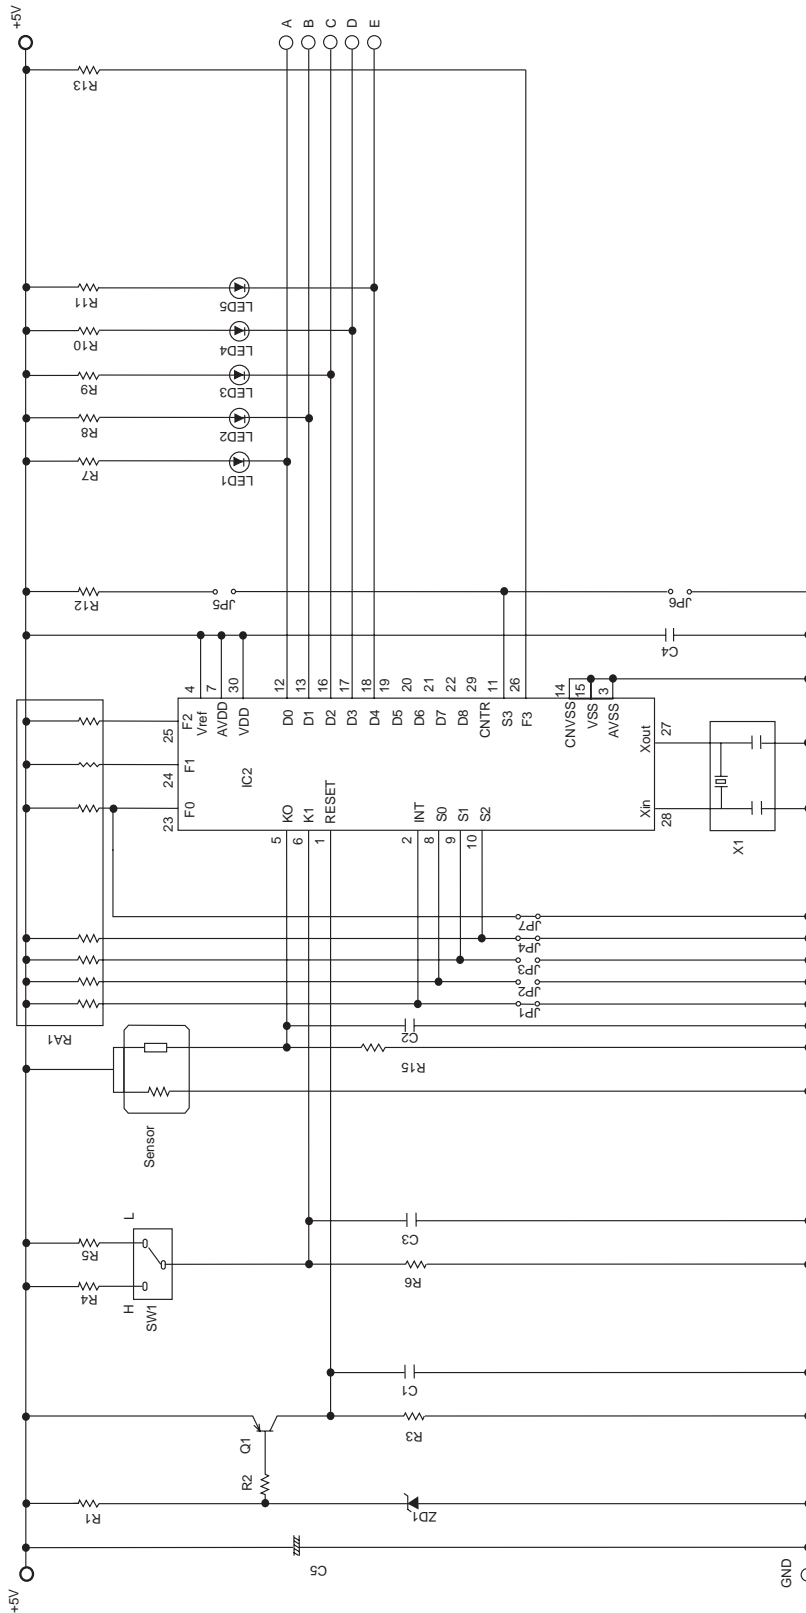 +5V
R13
A
B
C
D
E
R11
R10
R9
R8
R7
LED5
LED4
LED3
LED2
LED1
R12
JP5
JP6
C4
4
7
30
12
13
16
17
18
19
20
21
22
29
11
26
14
15
3
F2
25
Vref
AVDD
VDD
D0
D1
D2
D3
D4
D5
D6
D7
D8
CNTR
S3
F3
CNVSS
VSS
AVSS
F1
24
IC2
Xout
27
F0
23
KO
K1
RESET
INT
S0
S1
S2
Xin
28
5
6
1
2
8
9
10
X1
JP7
JP4
JP3
JP2
JP1
RA1
C2
R15
Sensor
L
R5
C3
R4
H
SW1
R6
C1
Q1
R3
R2
R1
ZD1
C5
+5V
GND